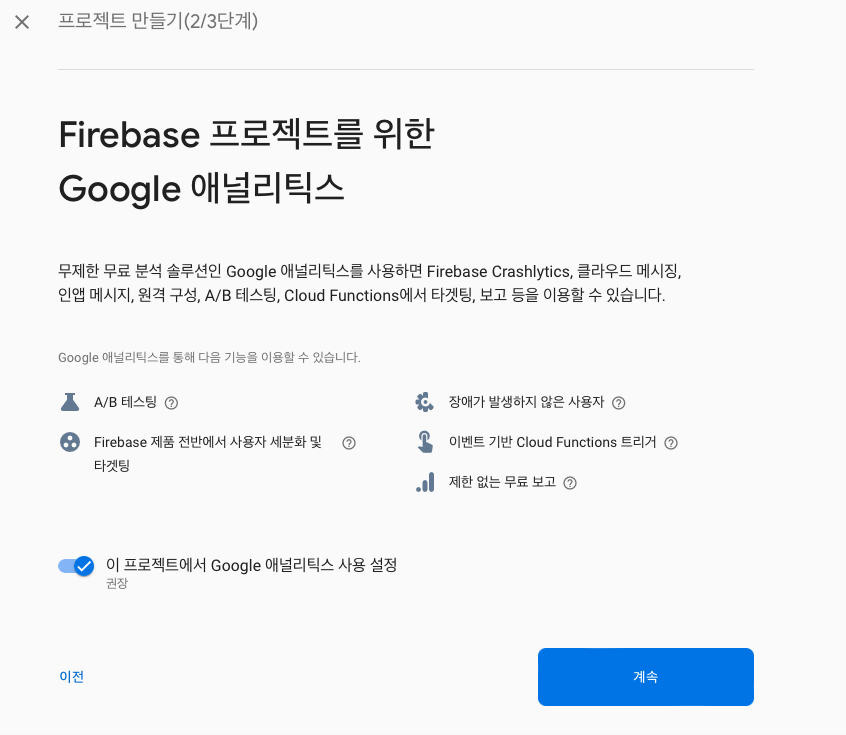 프로젝트 만들기(2/3단계)
Firebase 프로젝트를 위한
Google 애널리틱스
무제한 무료 분석 솔루션인 Google 애널리틱스를 사용하면 Firebase Crashlytics, 클라우드 메시징,
인앱 메시지, 원격 구성, A/B 테스팅, Cloud Functions에서 타겟팅, 보고 등을 이용할 수 있습니다.
Google 애널리틱스를 통해 다음 기능을 이용할 수 있습니다.
A/B 테스팅
Firebase 제품 전반에서 사용자 세분화 및
타겟팅
장애가 발생하지 않은 사용자
이벤트 기반 Cloud Functions 트리거
제한 없는 무료 보고
이 프로젝트에서 Google 애널리틱스 사용 설정
권장
이전
계속